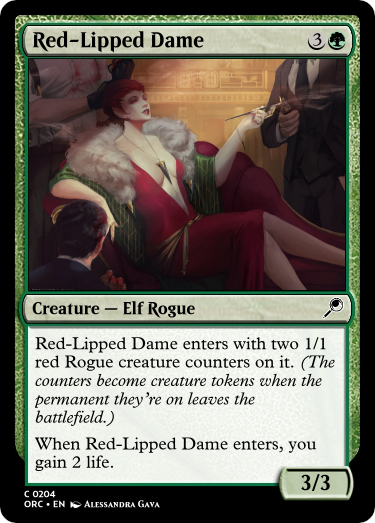 Red-Lipped Dame 3
Creature — Elf Rogue
Red-Lipped Dame enters with two 1/1
red Rogue creature counters on it. (The
counters become creature tokens when the
permanent they're on leaves the
battlefield.)
When Red-Lipped Dame enters, you
gain 2 life.
3/3
C 0204
ORC • EN Alessandra Gava